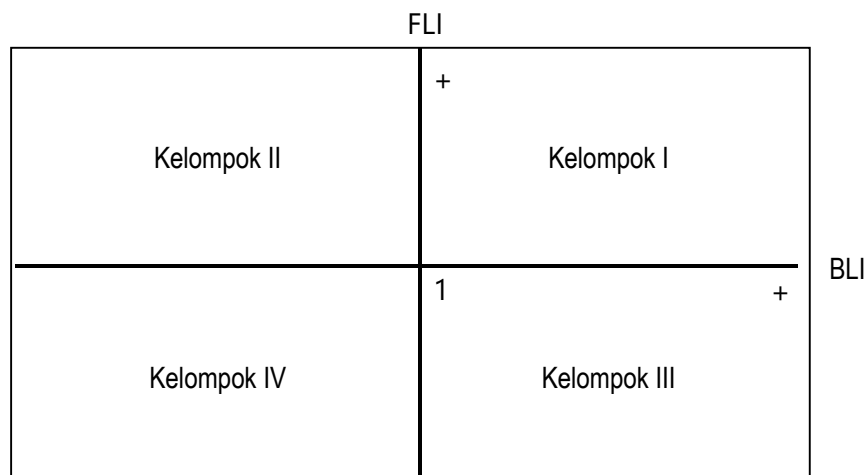 FLI
+
Kelompok II
Kelompok I
BLI
1
+
Kelompok IV
Kelompok III